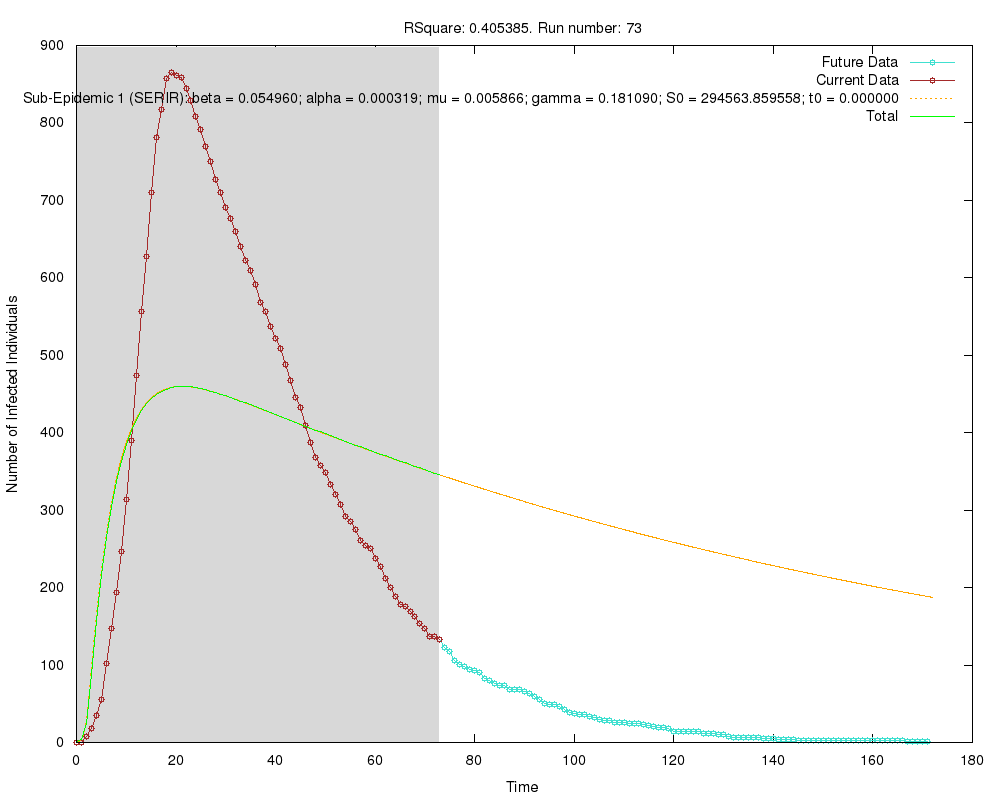 RSquare: 0.405385. Run number: 73
900
800
700
600
500
400
300
200
100
0
Number of Infected Individuals
Future Data
Current Data
Sub-Epidemic 1 (SERIR): beta = 0.054960; alpha = 0.000319; mu = 0.005866; gamma = 0.181090; S0 = 294563.859558; t0 = 0.000000
Total
0 20 40 60 80 100 120 140 160 180
Time